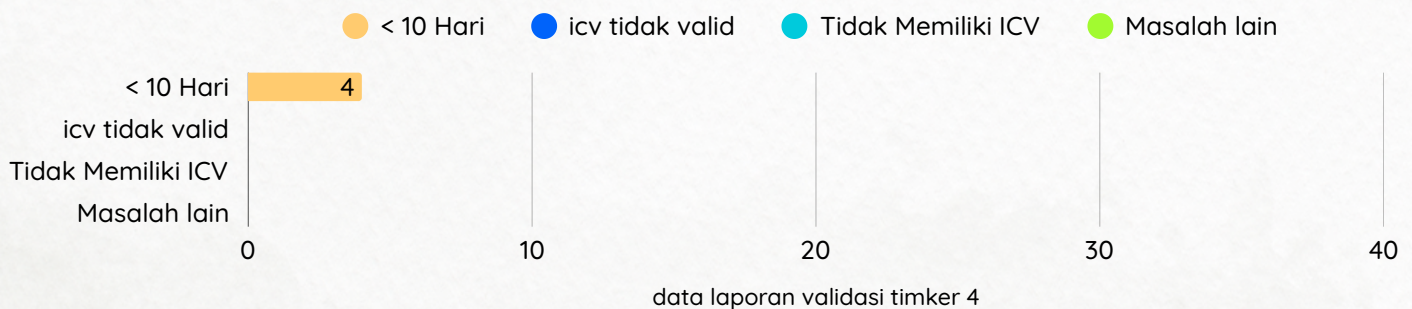 < 10 Hari icv tidak valid Tidak Memiliki ICV Masalah lain
< 10 Hari 4
icv tidak valid
Tidak Memiliki ICV
Masalah lain
0 10 20 30 40
data laporan validasi timker 4